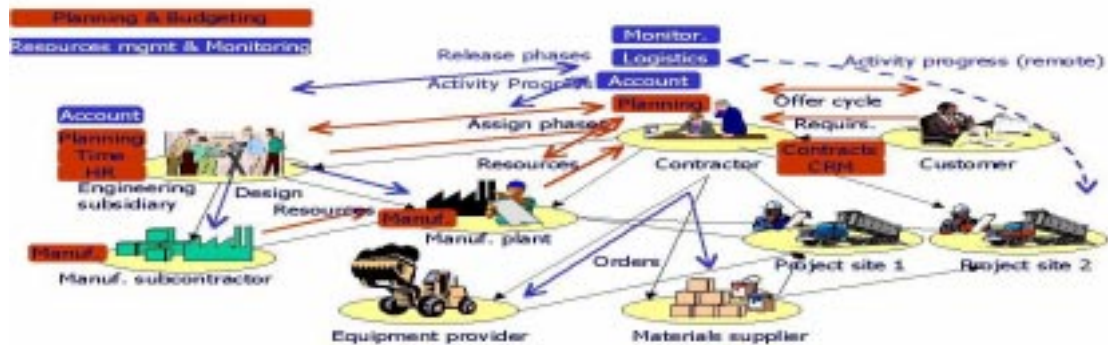 Planning & Budgeting
Resources mgmt & Monitoring
Monitor.
Release phases
Logistics
Activity progress (remote)
Activity Progress
Account
Account
Planning
Offer cycle
Assign phases
Requirs.
Planning
Time
HR
Resources
Contractor
Contracts
CRM
Customer
Engineering
subsidiary
Design
Resources
Manuf.
Manuf. plant
Manuf.
Manuf. subcontractor
Orders
Project site 1
Project site 2
Equipment provider
Materials supplier